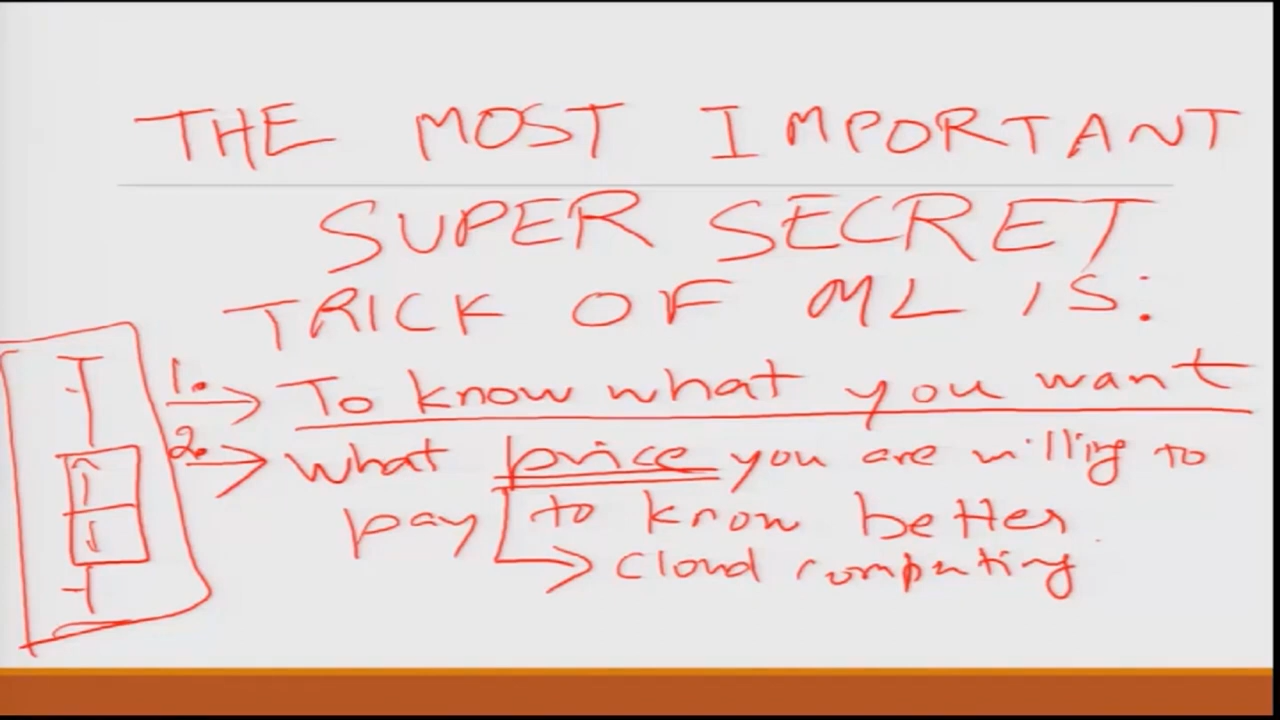 THE MOST IMPORTANT
SUPER SECRET
TRICK OF ML IS:
1. → To know what you want
2. → What price you are willing to
pay to know better
→ cloud computing